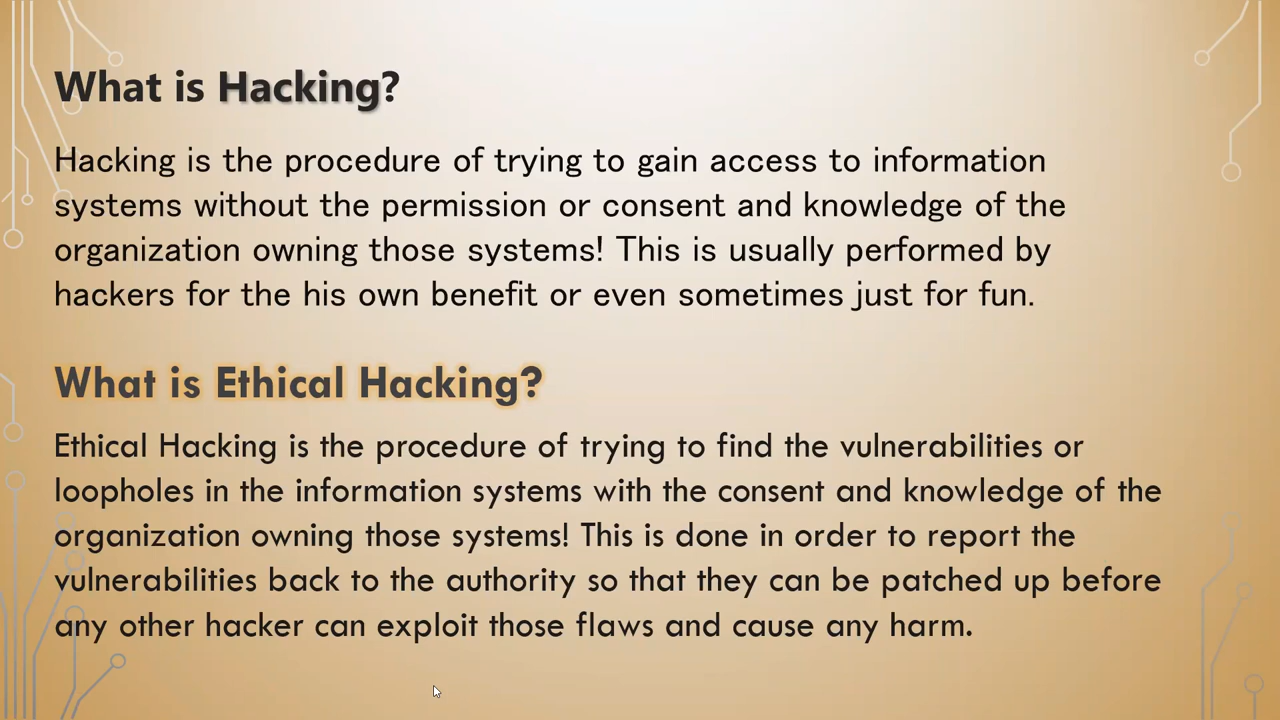 What is Hacking?
Hacking is the procedure of trying to gain access to information
systems without the permission or consent and knowledge of the
organization owning those systems! This is usually performed by
hackers for the his own benefit or even sometimes just for fun.
What is Ethical Hacking?
Ethical Hacking is the procedure of trying to find the vulnerabilities or
loopholes in the information systems with the consent and knowledge of the
organization owning those systems! This is done in order to report the
vulnerabilities back to the authority so that they can be patched up before
any other hacker can exploit those flaws and cause any harm.